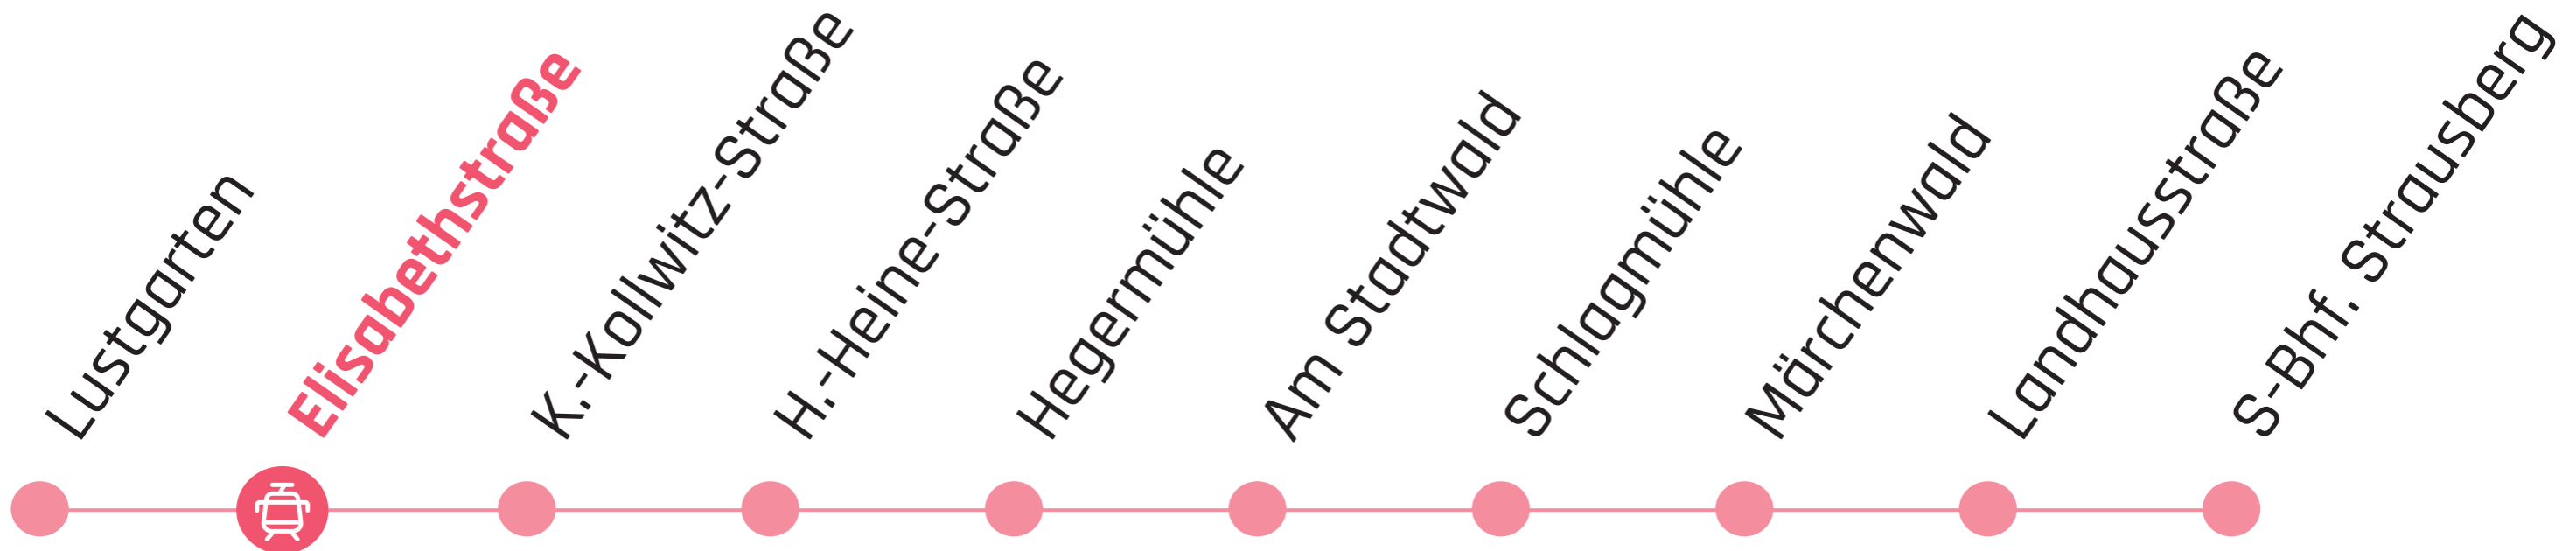 Lustgarten
Elisabethstraße
K.-Kollwitz-Straße
H.-Heine-Straße
Hegermühle
Am Stadtwald
Schlagmühle
Märchenwald
Landhausstraße
S-Bhf. Strausberg